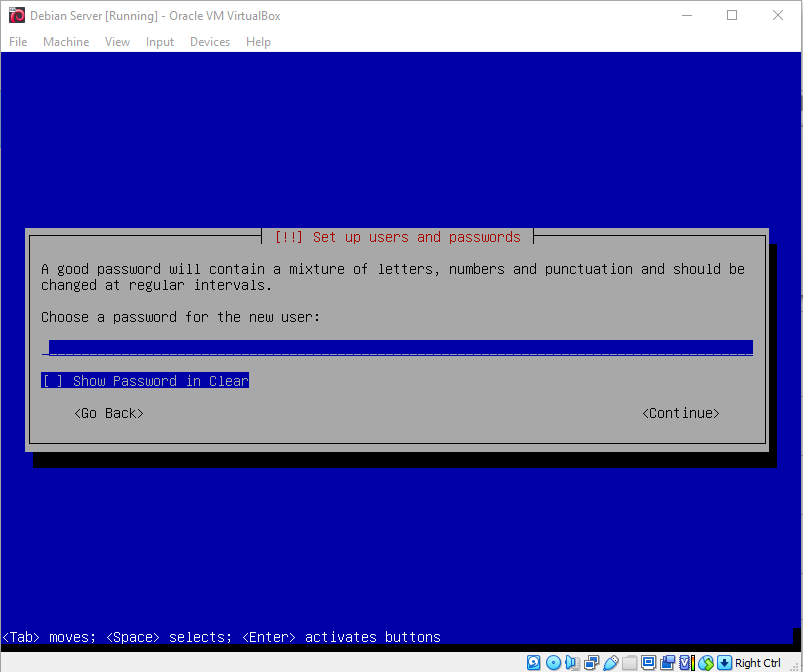 Debian Server [Running] - Oracle VM VirtualBox
File Machine View Input Devices Help
[!!] Set up users and passwords
A good password will contain a mixture of letters, numbers and punctuation and should be
changed at regular intervals.
Choose a password for the new user:
[ ] Show Password in Clear
<Go Back> <Continue>
<Tab> moves; <Space> selects; <Enter> activates buttons
Right Ctrl